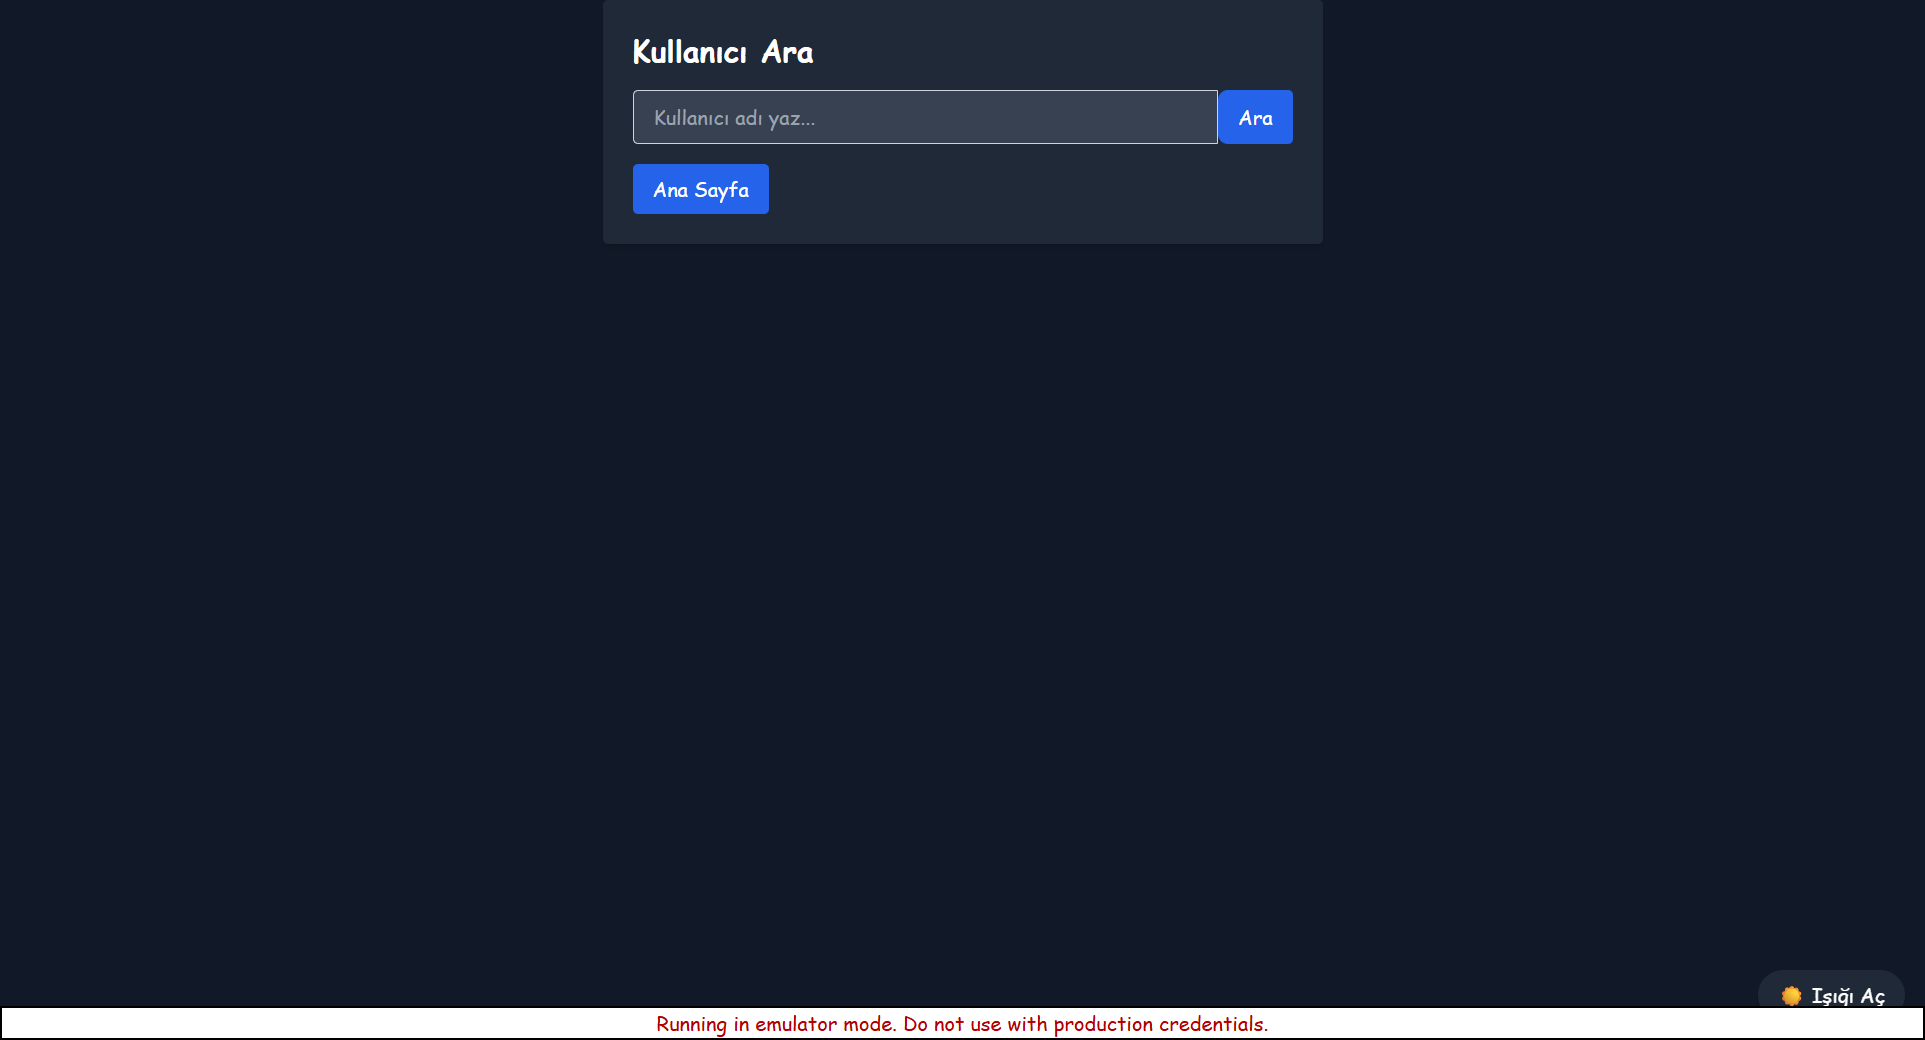 Kullanıcı Ara
Kullanıcı adı yaz...
Ara
Ana Sayfa
Işığı Aç
Running in emulator mode. Do not use with production credentials.